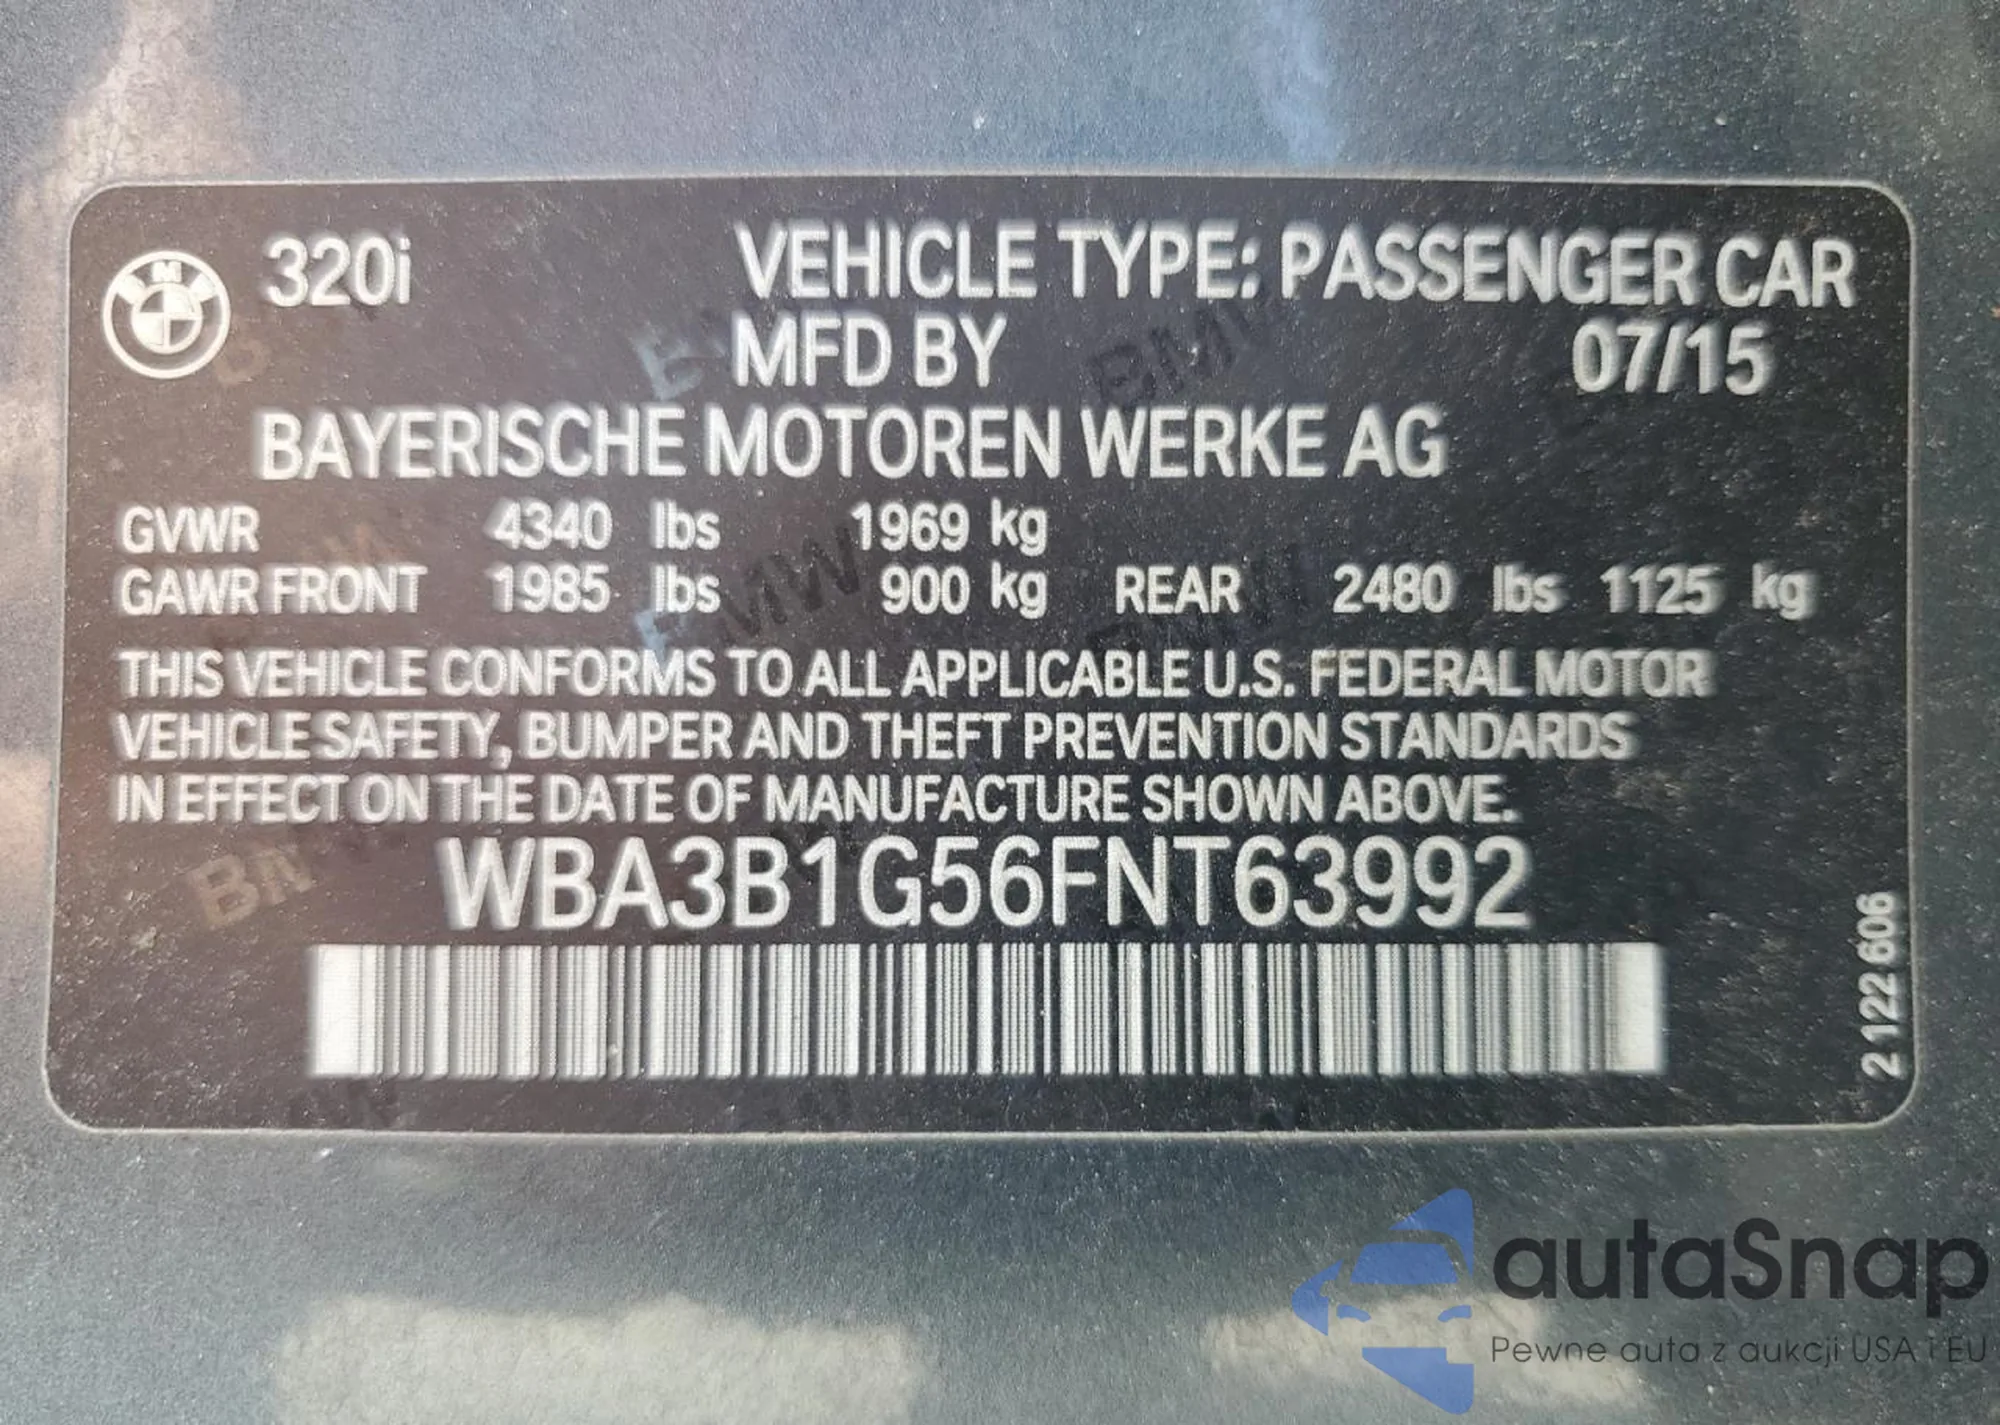 320i VEHICLE TYPE: PASSENGER CAR
MFD BY 07/15
BAYERISCHE MOTOREN WERKE AG
GVWR 4340 lbs 1969 kg
GAWR FRONT 1985 lbs 900 kg REAR 2480 lbs 1125 kg
THIS VEHICLE CONFORMS TO ALL APPLICABLE U.S. FEDERAL MOTOR
VEHICLE SAFETY, BUMPER AND THEFT PREVENTION STANDARDS
IN EFFECT ON THE DATE OF MANUFACTURE SHOWN ABOVE.
WBA3B1G56FNT63992
2 122 606
autaSnap
Pewne auta z aukcji USA i EU